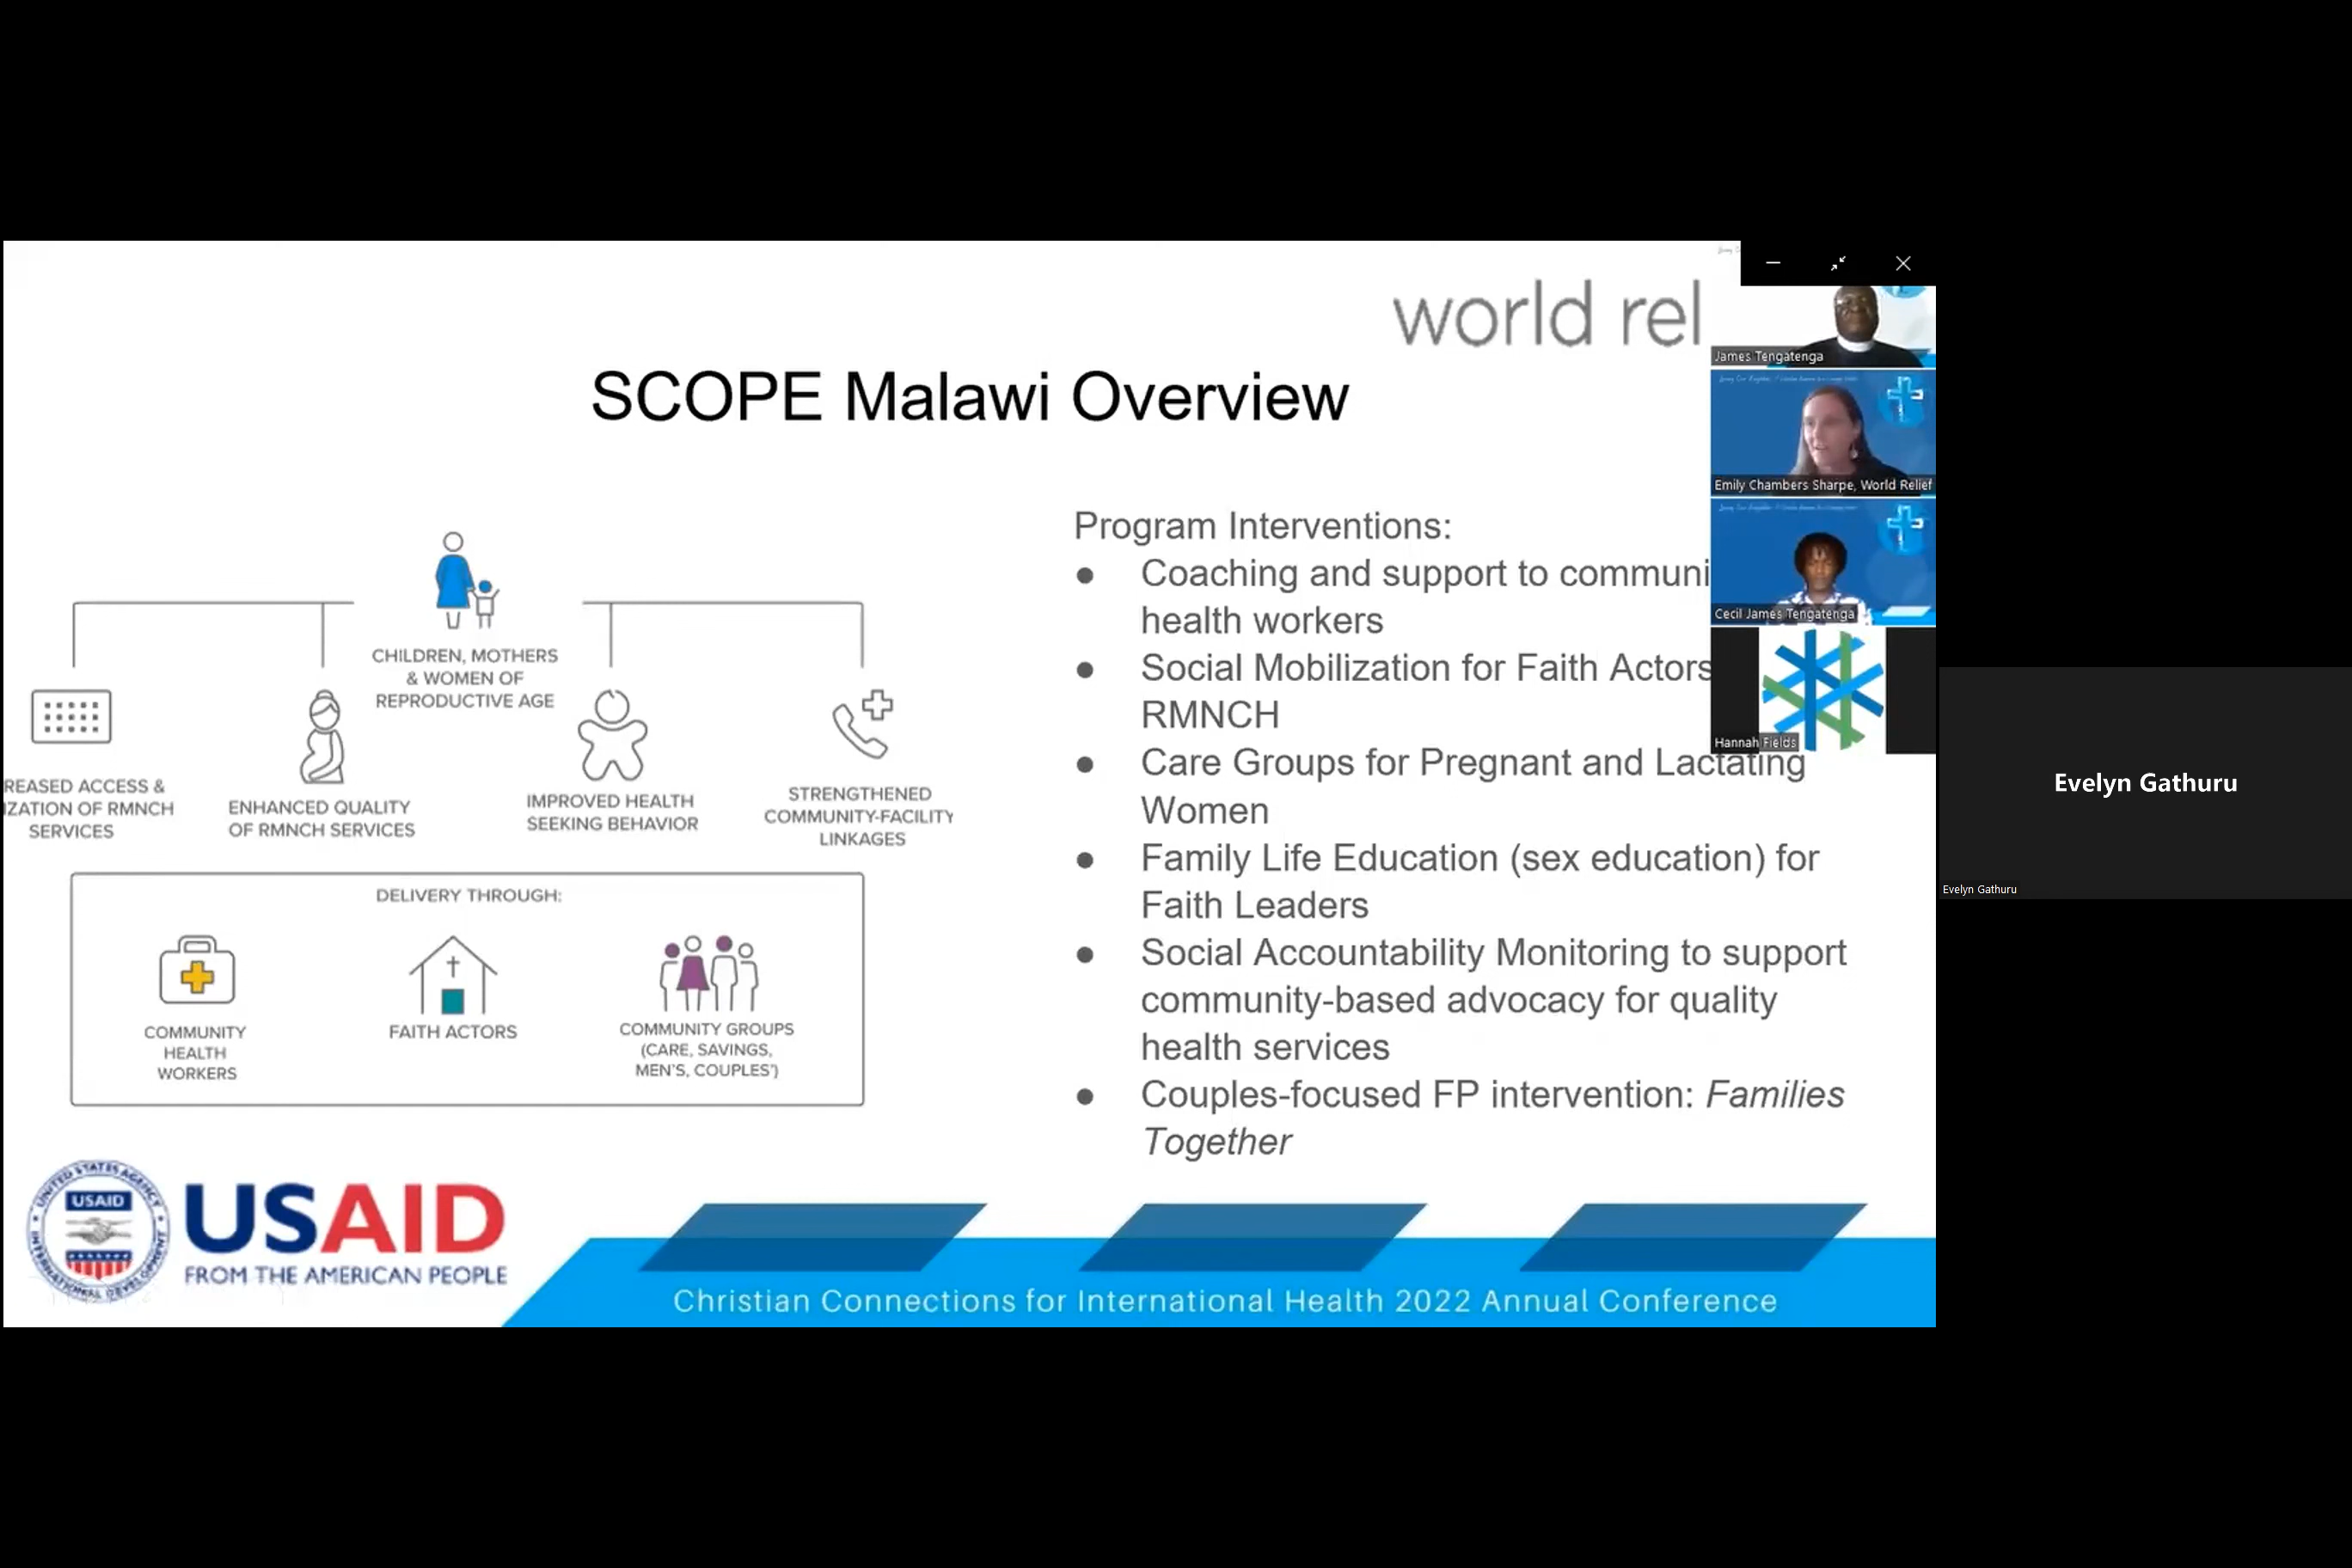 world rel
SCOPE Malawi Overview
CHILDREN, MOTHERS
& WOMEN OF
REPRODUCTIVE AGE
REASED ACCESS &
IZATION OF RMNCH
SERVICES
ENHANCED QUALITY
OF RMNCH SERVICES
IMPROVED HEALTH
SEEKING BEHAVIOR
STRENGTHENED
COMMUNITY-FACILITY
LINKAGES
DELIVERY THROUGH:
COMMUNITY
HEALTH
WORKERS
FAITH ACTORS
COMMUNITY GROUPS
(CARE, SAVINGS,
MEN'S, COUPLES')
Program Interventions:
● Coaching and support to communi
health workers
● Social Mobilization for Faith Actors
RMNCH
● Care Groups for Pregnant and Lactating
Women
● Family Life Education (sex education) for
Faith Leaders
● Social Accountability Monitoring to support
community-based advocacy for quality
health services
● Couples-focused FP intervention: Families
Together
UNITED STATES AGENCY
USAID
INTERNATIONAL DEVELOPMENT
USAID
FROM THE AMERICAN PEOPLE
Christian Connections for International Health 2022 Annual Conference
James Tengatenga
Emily Chambers Sharpe, World Relief
Cecil James Tengatenga
Hannah Fields
Evelyn Gathuru
Evelyn Gathuru